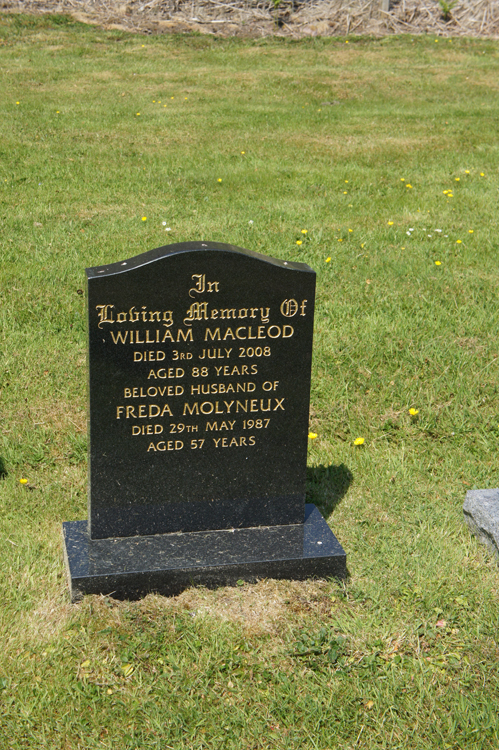 In
Loving Memory Of
WILLIAM MACLEOD
DIED 3RD JULY 2008
AGED 88 YEARS
BELOVED HUSBAND OF
FREDA MOLYNEUX
DIED 29TH MAY 1987
AGED 57 YEARS